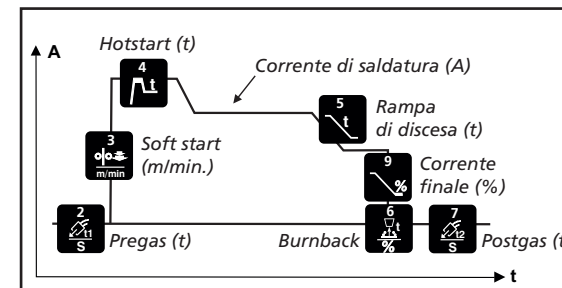 Hotstart (t)
A
4
t
Corrente di saldatura (A)
5
t
Rampa
di discesa (t)
3
m/min
Soft start
(m/min.)
9
%
Corrente
finale (%)
2
t1
S
Pregas (t)
Burnback
6
t
%
7
t2
S
Postgas (t
t